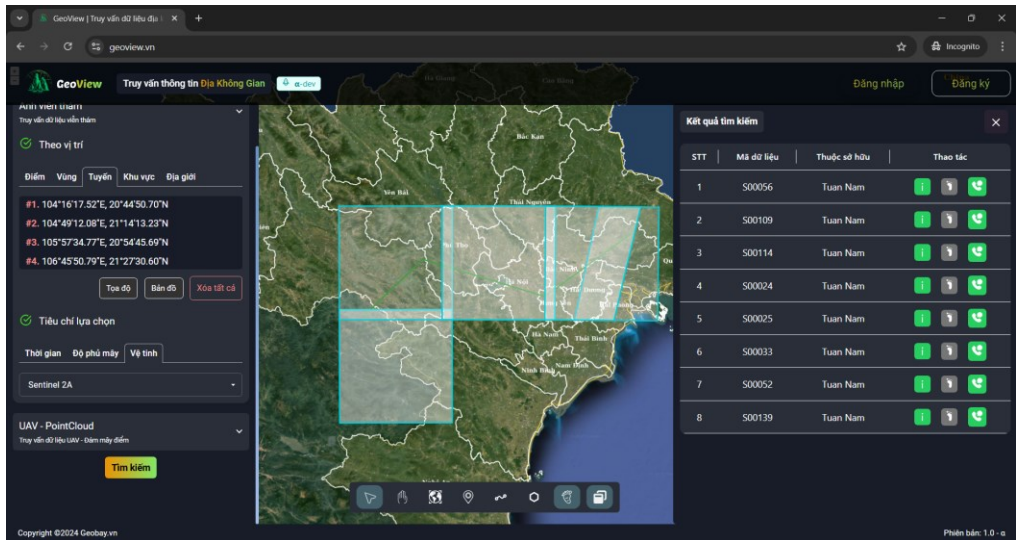 GeoView | Truy vấn dữ liệu địa
geoview.vn
Incognito
GeoView
Truy vấn thông tin Địa Không Gian
α-dev
Đăng nhập
Đăng ký
Ảnh viễn thám
Truy vấn dữ liệu viễn thám
Theo vị trí
Điểm Vùng Tuyến Khu vực Địa giới
#1. 104°16'17.52"E, 20°44'50.70"N
#2. 104°49'12.08"E, 21°14'13.23"N
#3. 105°57'34.77"E, 20°54'45.69"N
#4. 106°45'50.79"E, 21°27'30.60"N
Tọa độ Bản đồ Xóa tất cả
Tiêu chí lựa chọn
Thời gian Độ phủ mây Vệ tinh
Sentinel 2A
UAV - PointCloud
Truy vấn dữ liệu UAV - Đám mây điểm
Tìm kiếm
Hà Giang
Cao Bằng
Bắc Kạn
Yên Bái
Thái Nguyên
Phú Thọ
Hà Nội
Hải Dương
Hưng Yên
Hà Nam
Thái Bình
Ninh Bình
Nam Định
Kết quả tìm kiếm
STT Mã dữ liệu Thuộc sở hữu Thao tác
1 S00056 Tuan Nam
2 S00109 Tuan Nam
3 S00114 Tuan Nam
4 S00024 Tuan Nam
5 S00025 Tuan Nam
6 S00033 Tuan Nam
7 S00052 Tuan Nam
8 S00139 Tuan Nam
Copyright ©2024 Geobay.vn
Phiên bản: 1.0 - α